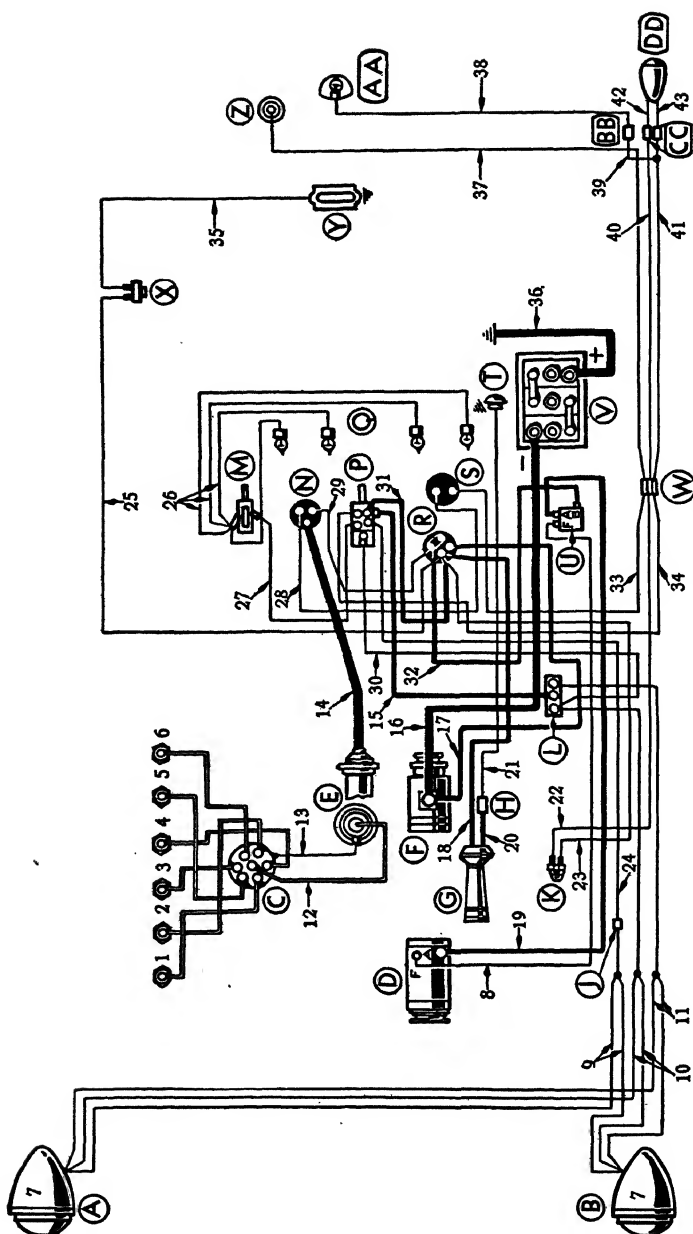 7
A
25
1 2 3 4 5 6
X
26
35
27
M
Z
C
28
12
13
N
E
14
29
Y
Q
P
AA
D
F
15
30
31
8
F
16
32
R
17
G
18
S
37
38
T
19
20
H
21
−
36
K
22
L
F
U
+
V
23
J
24
9
10
11
B
7
33
34
W
40
41
39
BB
CC
42
43
DD